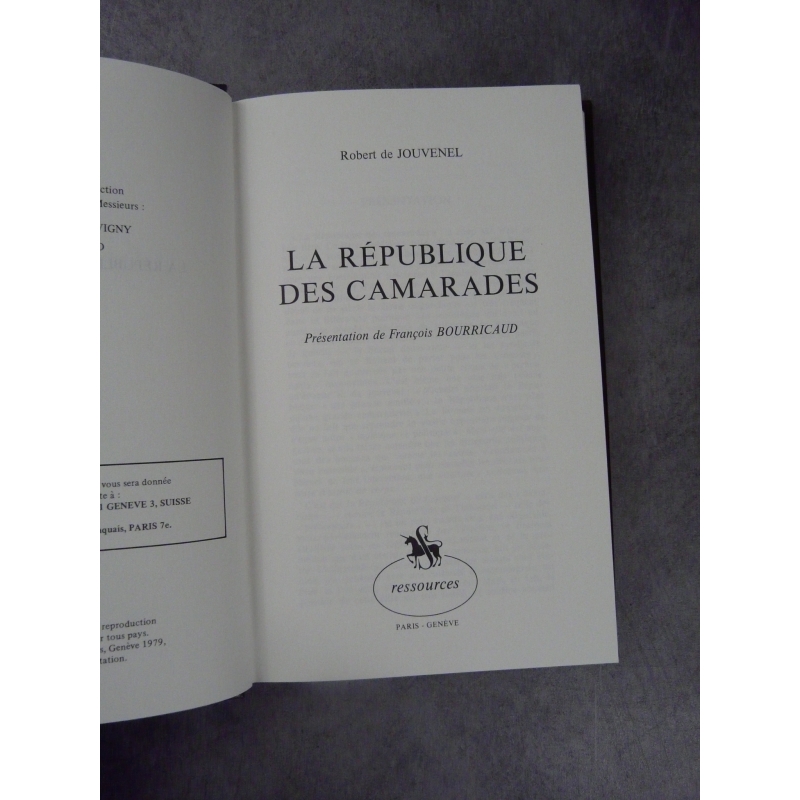 ction
Messieurs :
VIGNY
D
vous sera donnée
te à :
1 GENEVE 3, SUISSE
quais, PARIS 7e.
reproduction
r tous pays.
s, Genève 1979,
tation.
Robert de JOUVENEL
LA RÉPUBLIQUE
DES CAMARADES
Présentation de François BOURRICAUD
ressources
PARIS - GENÈVE